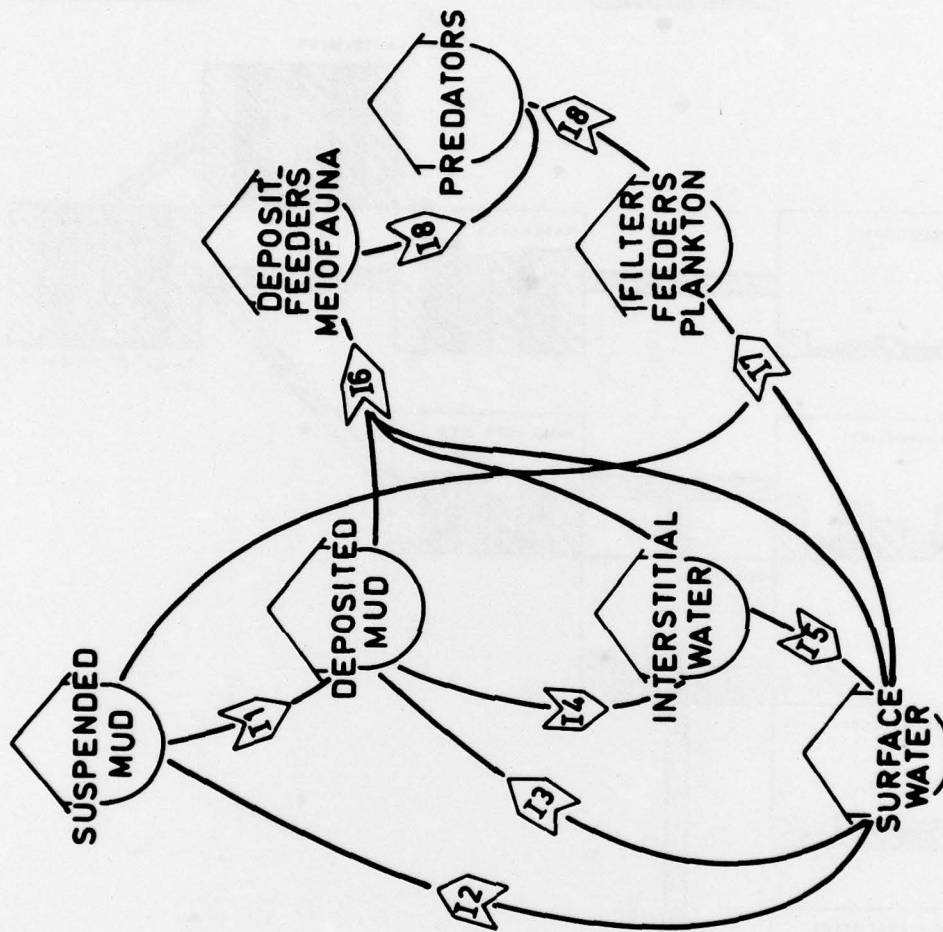 SUSPENDED
MUD
I1
DEPOSITED
MUD
I2
I3
I4
INTERSTITIAL
WATER
I5
SURFACE
WATER
I6
DEPOSIT_
FEEDERS
MEIOFAUNA
I7
FILTER
FEEDERS
PLANKTON
I8
I8
PREDATORS